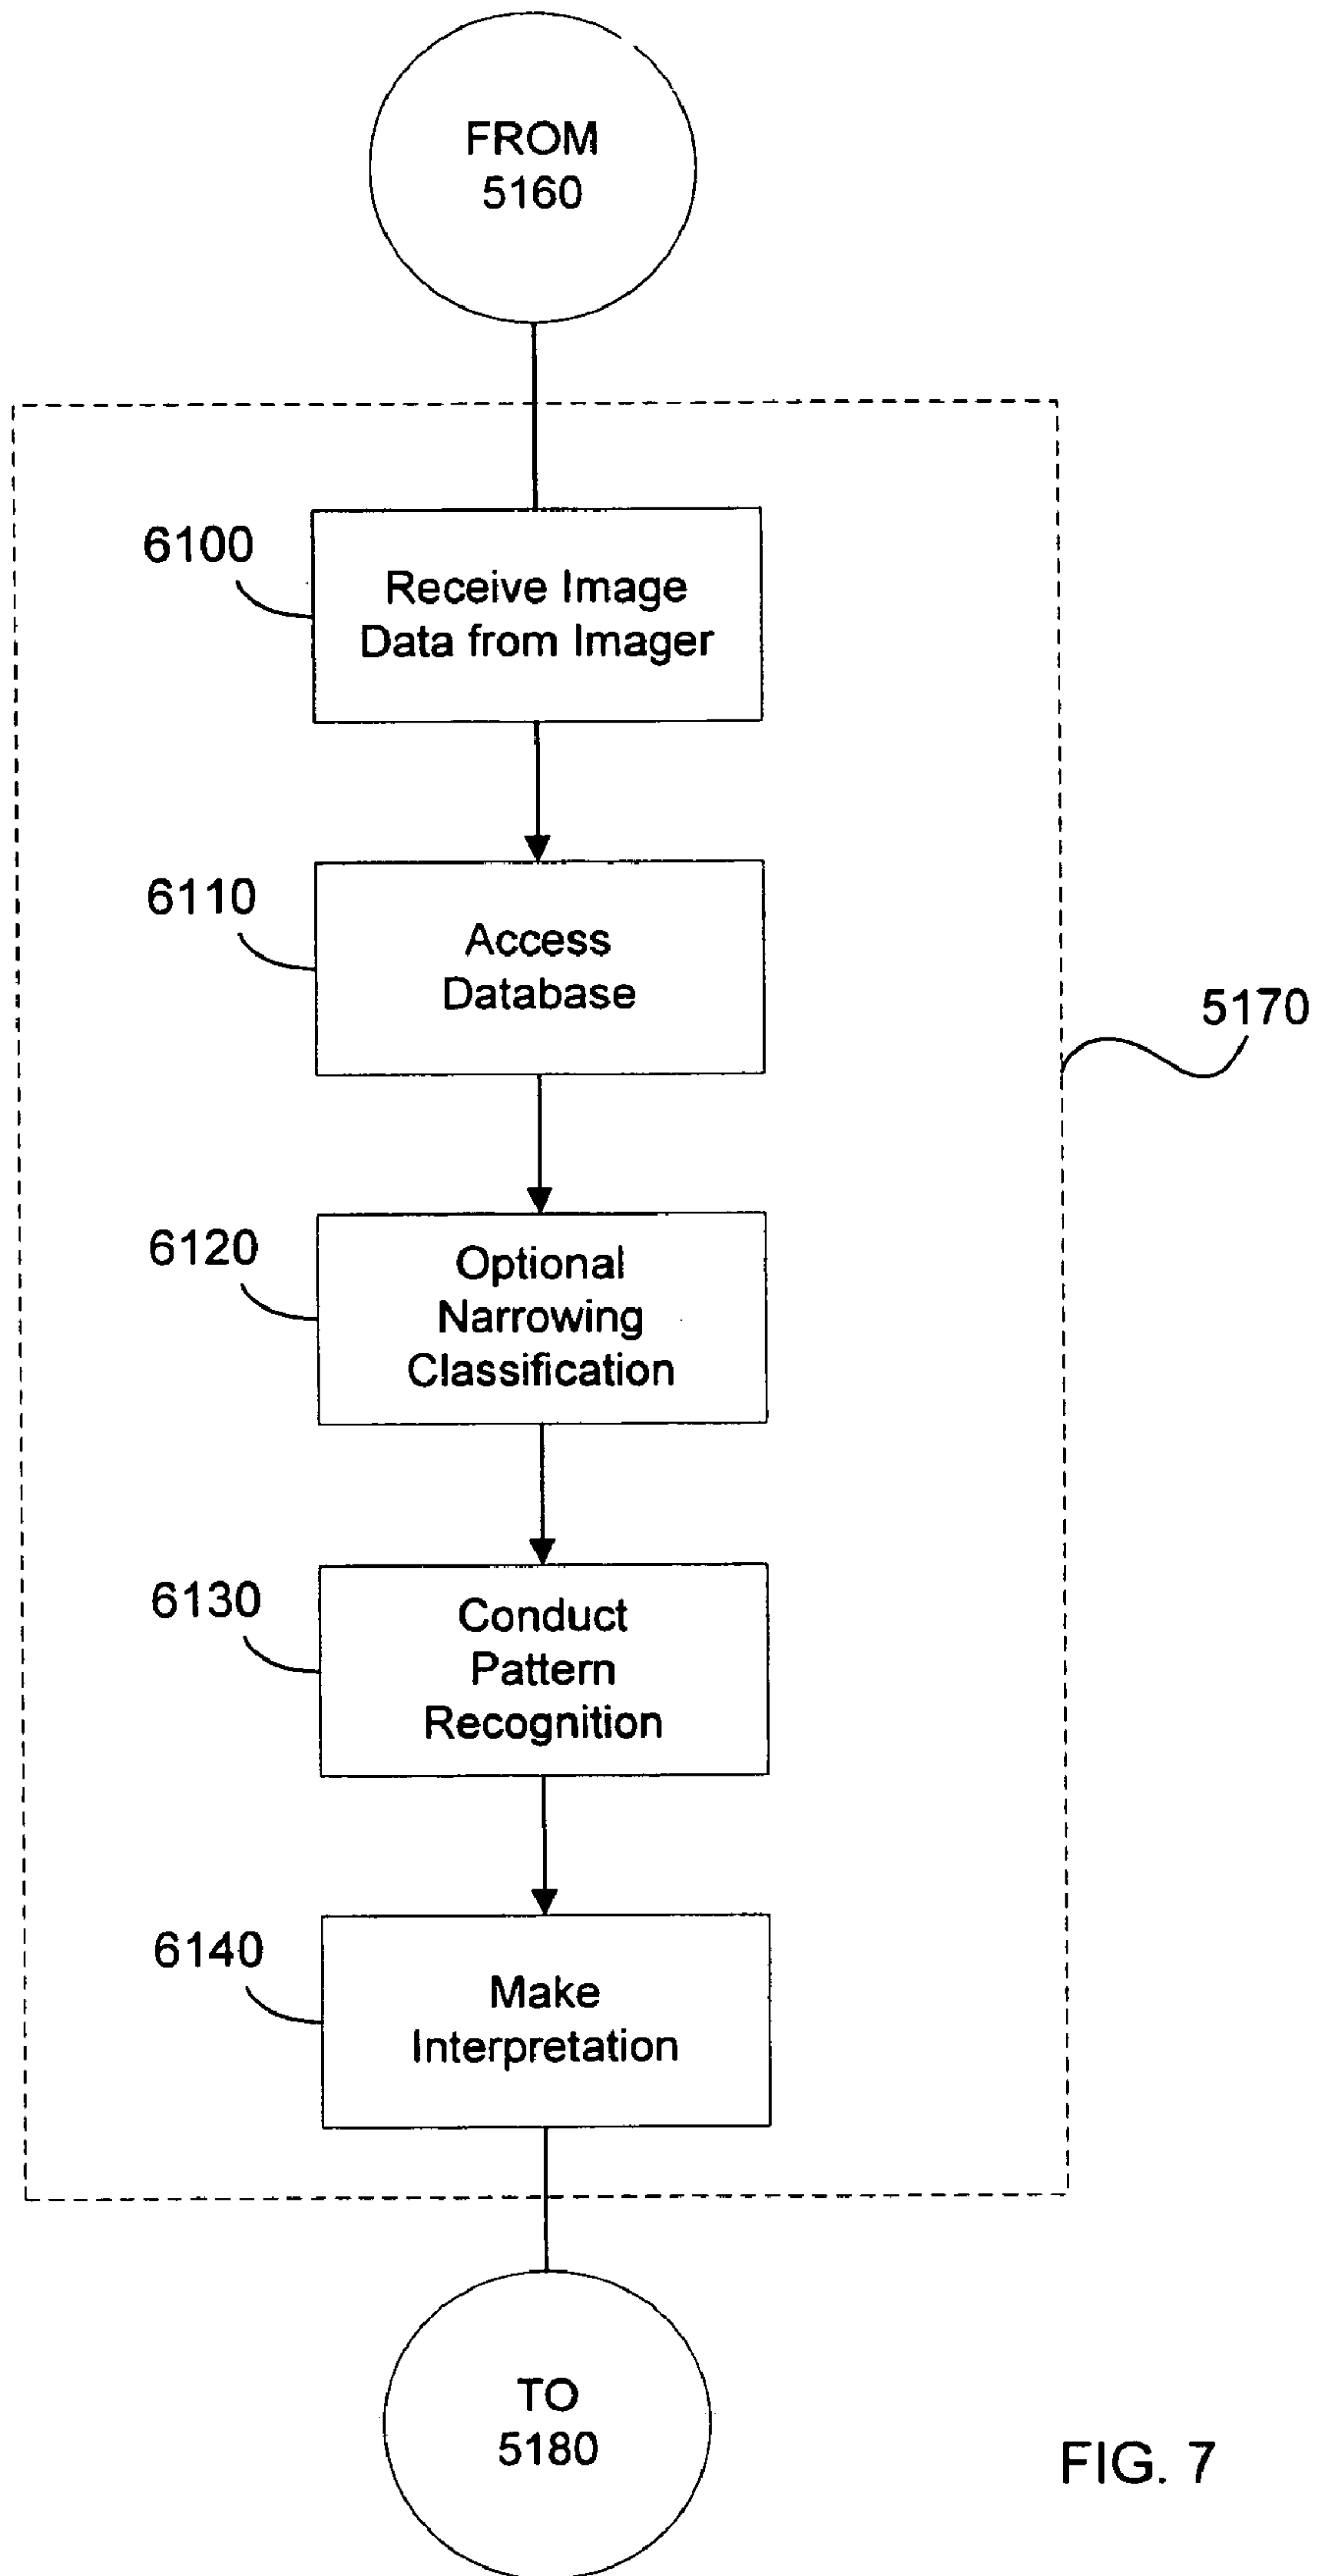 FROM
5160
6100
Receive Image
Data from Imager
6110
Access
Database
5170
6120
Optional
Narrowing
Classification
6130
Conduct
Pattern
Recognition
6140
Make
Interpretation
TO
5180
FIG. 7